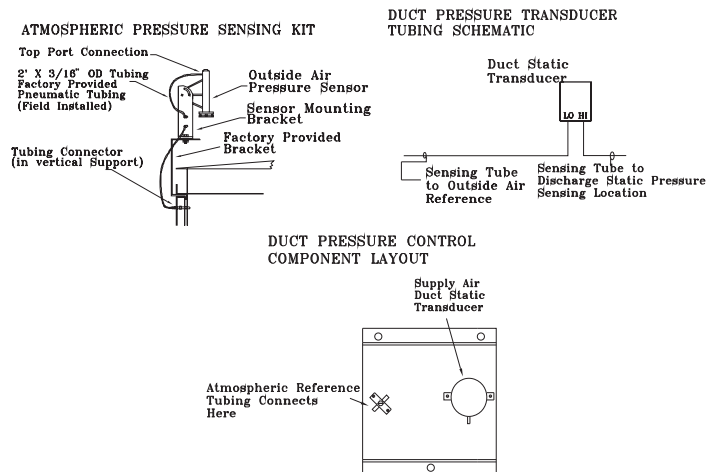 ATMOSPHERIC PRESSURE SENSING KIT
Top Port Connection
2' X 3/16" OD Tubing
Factory Provided
Pneumatic Tubing
(Field Installed)
Outside Air
Pressure Sensor
Sensor Mounting
Bracket
Factory Provided
Bracket
Tubing Connector
(in vertical Support)
DUCT PRESSURE TRANSDUCER
TUBING SCHEMATIC
Duct Static
Transducer
LO HI
Sensing Tube
to Outside Air
Reference
Sensing Tube to
Discharge Static Pressure
Sensing Location
DUCT PRESSURE CONTROL
COMPONENT LAYOUT
Supply Air
Duct Static
Transducer
Atmospheric Reference
Tubing Connects
Here